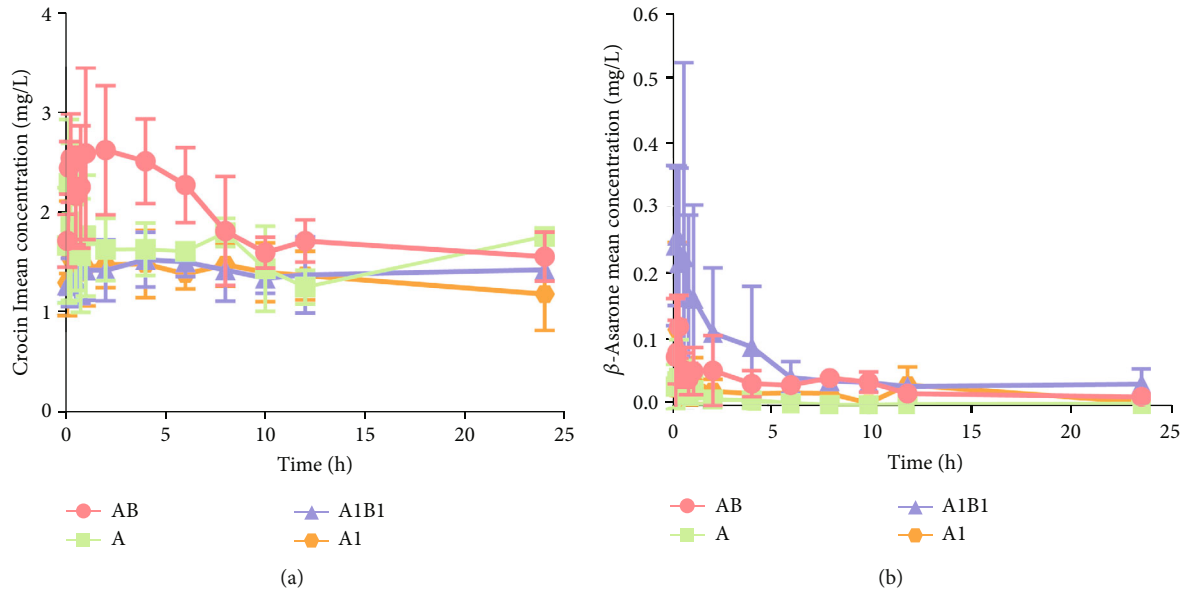 4
3
2
1
0
Crocin I mean concentration (mg/L)
0 5 10 15 20 25
Time (h)
AB A1B1
A A1
(a)
0.6
0.5
0.4
0.3
0.2
0.1
0.0
β-Asarone mean concentration (mg/L)
0 5 10 15 20 25
Time (h)
AB A1B1
A A1
(b)